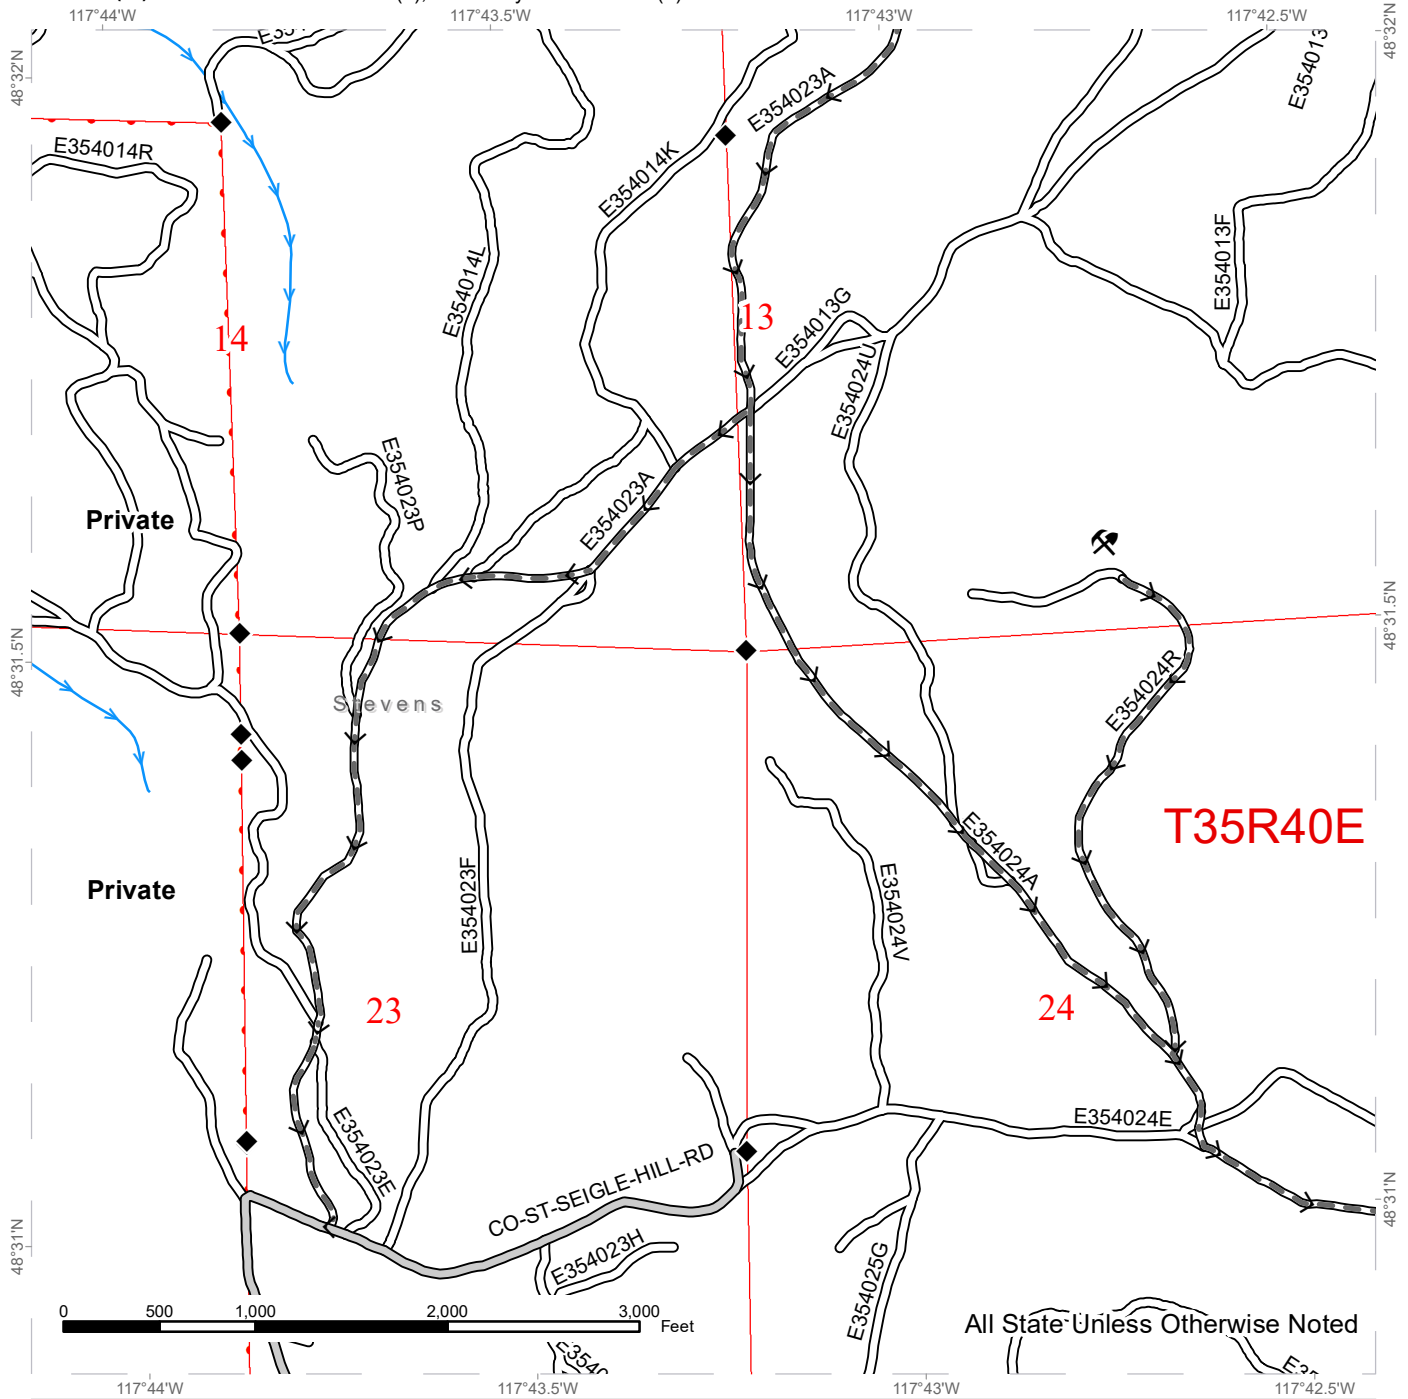 117°44'W
117°43.5'W
117°43'W
117°42.5'W
48°32'N
48°32'N
E354013
E354023A
E354014R
E354014K
E354013F
E354014L
14
13
E354013G
E354024U
E354023P
E354023A
Private
48°31.5'N
48°31.5'N
E354024R
Stevens
T35R40E
E354024A
Private
E354023F
E354024V
23
24
E354023E
E354024E
CO-ST-SEIGLE-HILL-RD
E354023H
E354025G
48°31'N
48°31'N
0 500 1,000 2,000 3,000
Feet
All State Unless Otherwise Noted
117°44'W
117°43.5'W
117°43'W
117°42.5'W